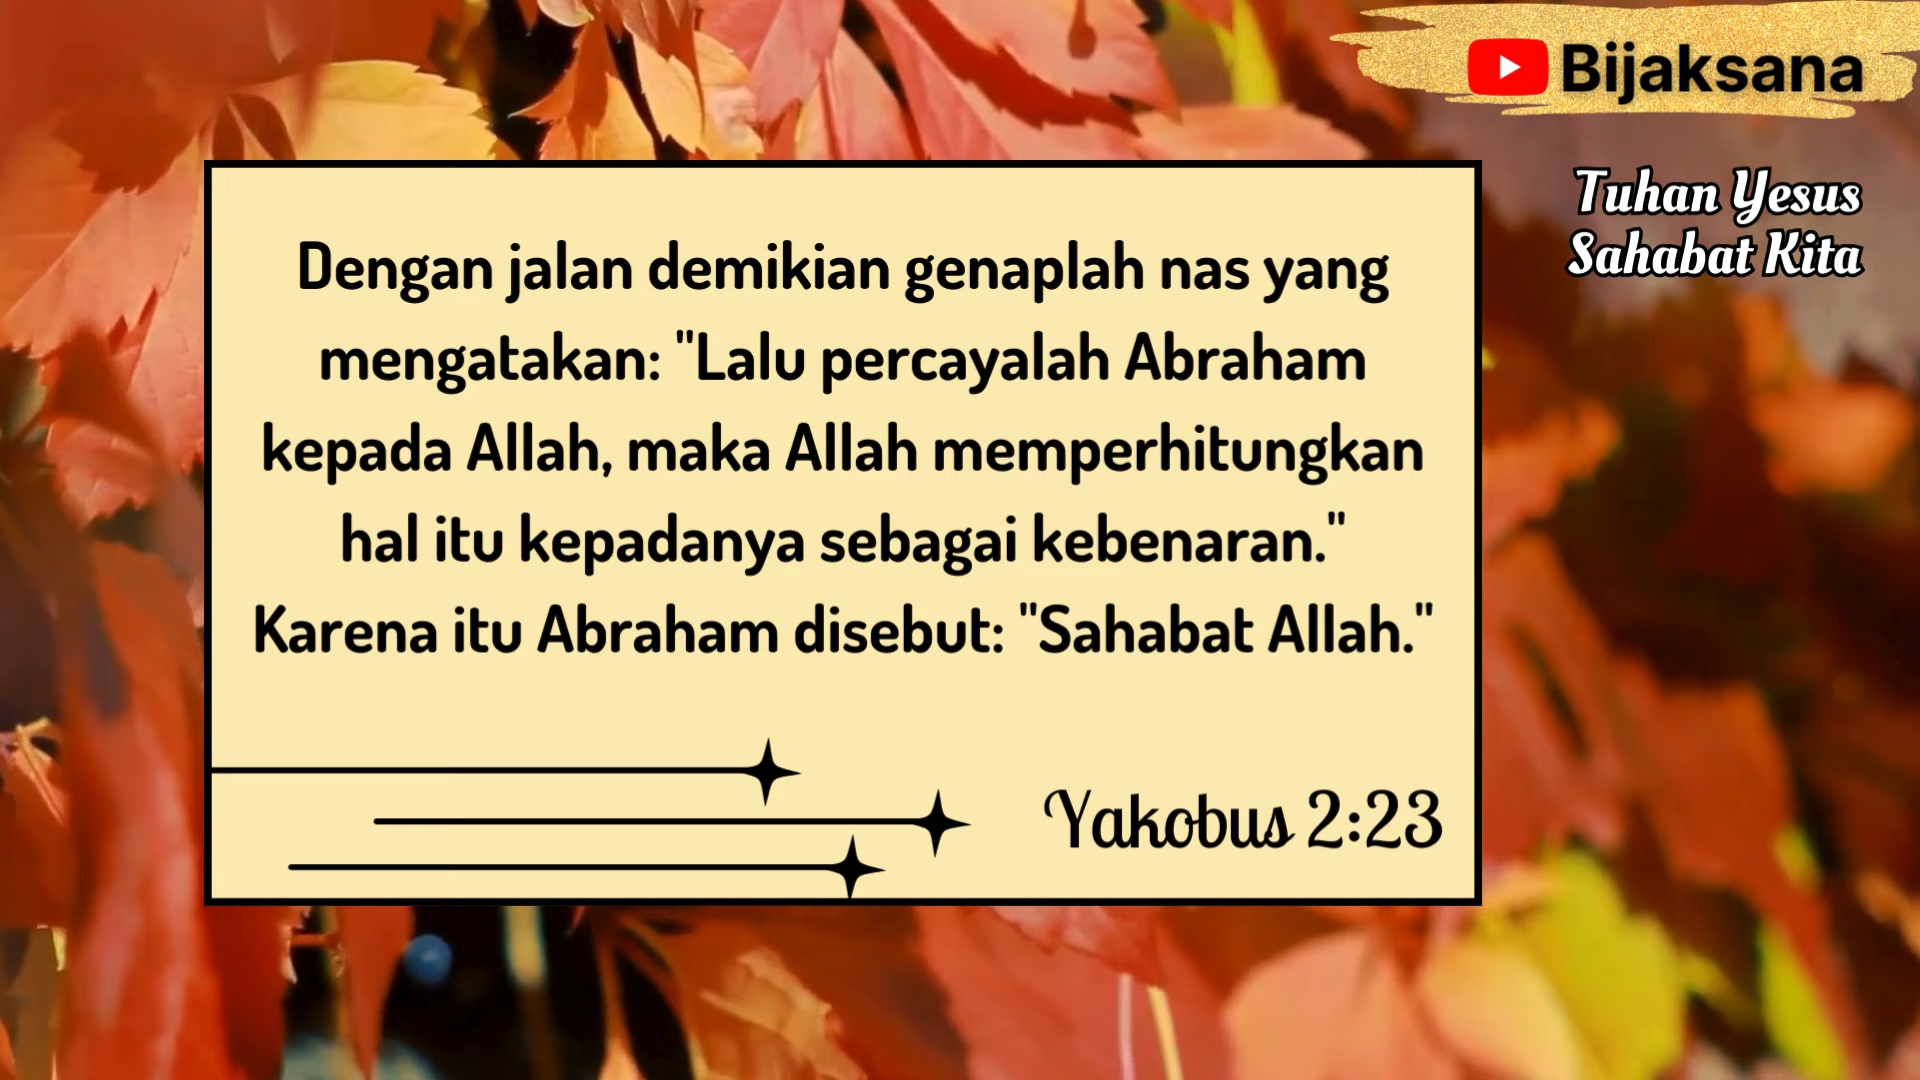 Bijaksana
Tuhan Yesus
Sahabat Kita
Dengan jalan demikian genaplah nas yang
mengatakan: "Lalu percayalah Abraham
kepada Allah, maka Allah memperhitungkan
hal itu kepadanya sebagai kebenaran."
Karena itu Abraham disebut: "Sahabat Allah."
Yakobus 2:23